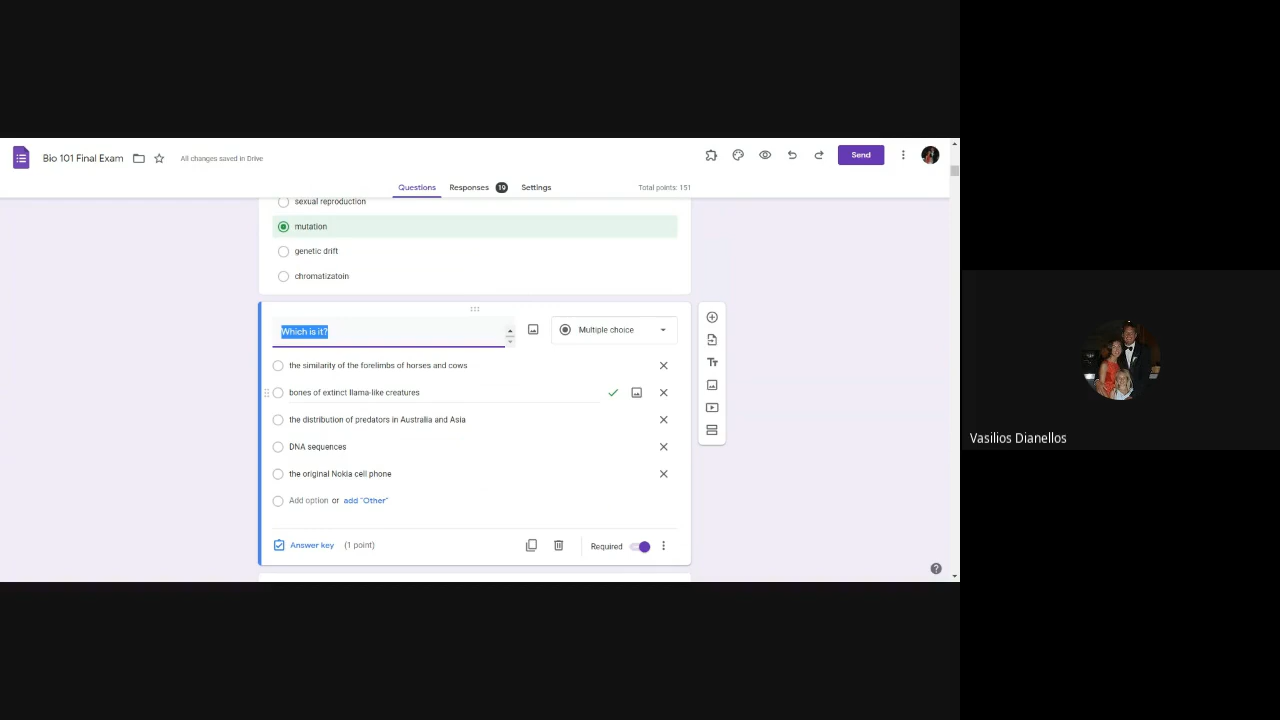 Bio 101 Final Exam
All changes saved in Drive
Send
Questions
Responses 19
Settings
Total points: 151
sexual reproduction
mutation
genetic drift
chromatizatoin
Which is it?
Multiple choice
the similarity of the forelimbs of horses and cows
bones of extinct llama-like creatures
the distribution of predators in Australia and Asia
DNA sequences
the original Nokia cell phone
Add option or add "Other"
Answer key (1 point)
Required
Tт
Vasilios Dianellos